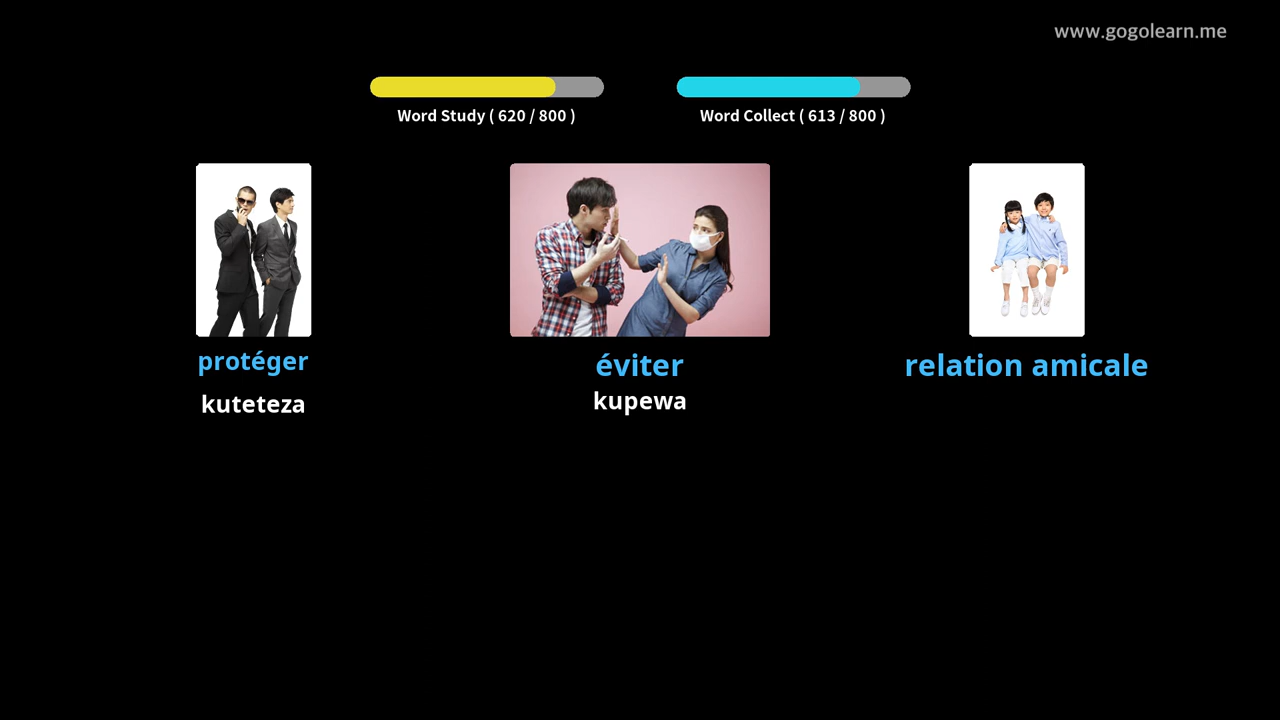 www.gogolearn.me
Word Study ( 620 / 800 )
Word Collect ( 613 / 800 )
protéger
kuteteza
éviter
kupewa
relation amicale